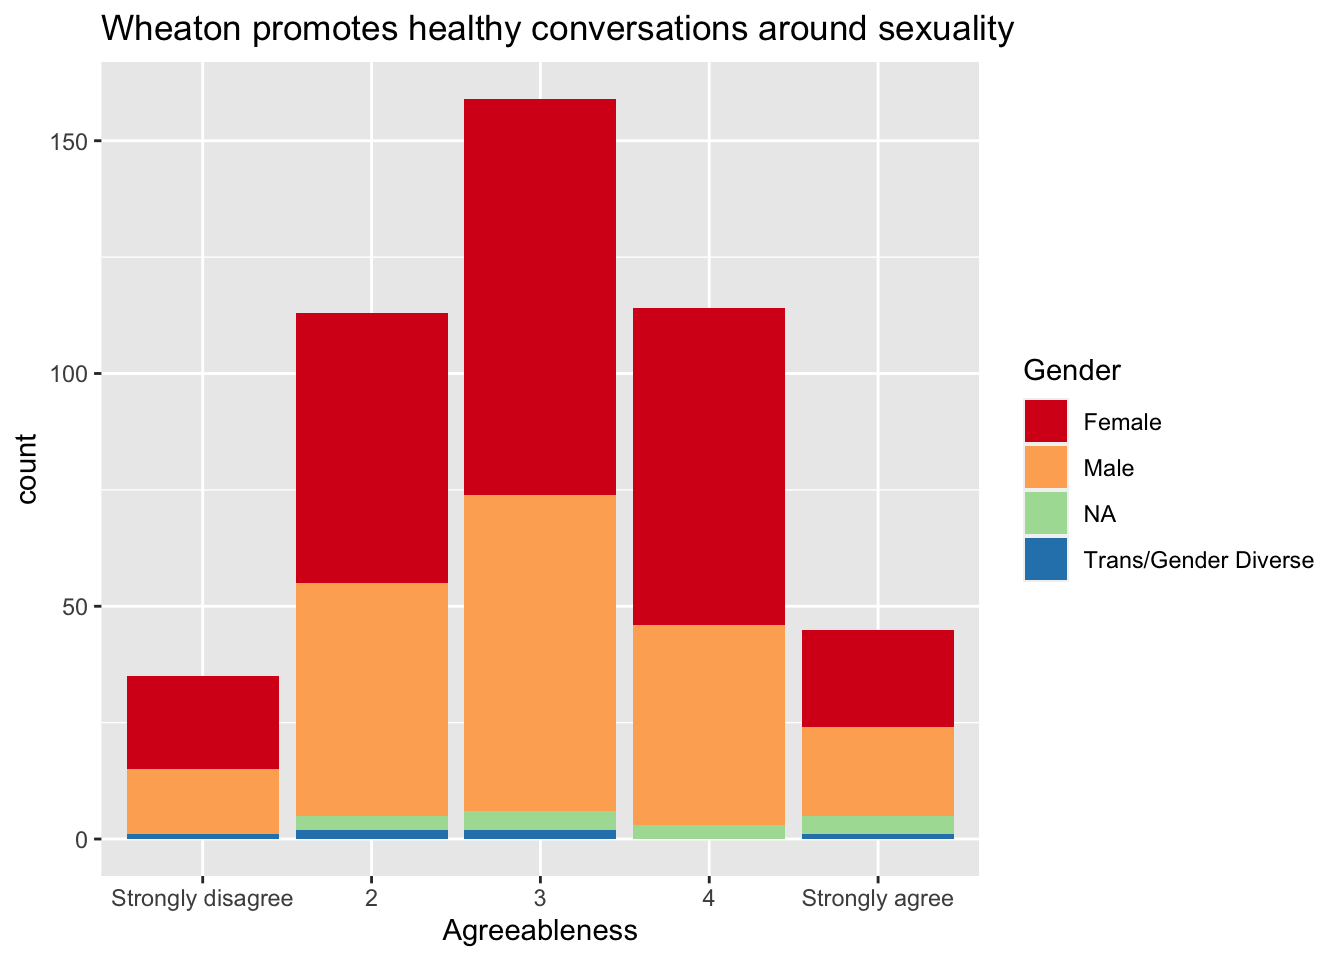 Wheaton promotes healthy conversations around sexuality
150
100
50
0
count
Strongly disagree 2 3 4 Strongly agree
Agreeableness
Gender
Female
Male
NA
Trans/Gender Diverse